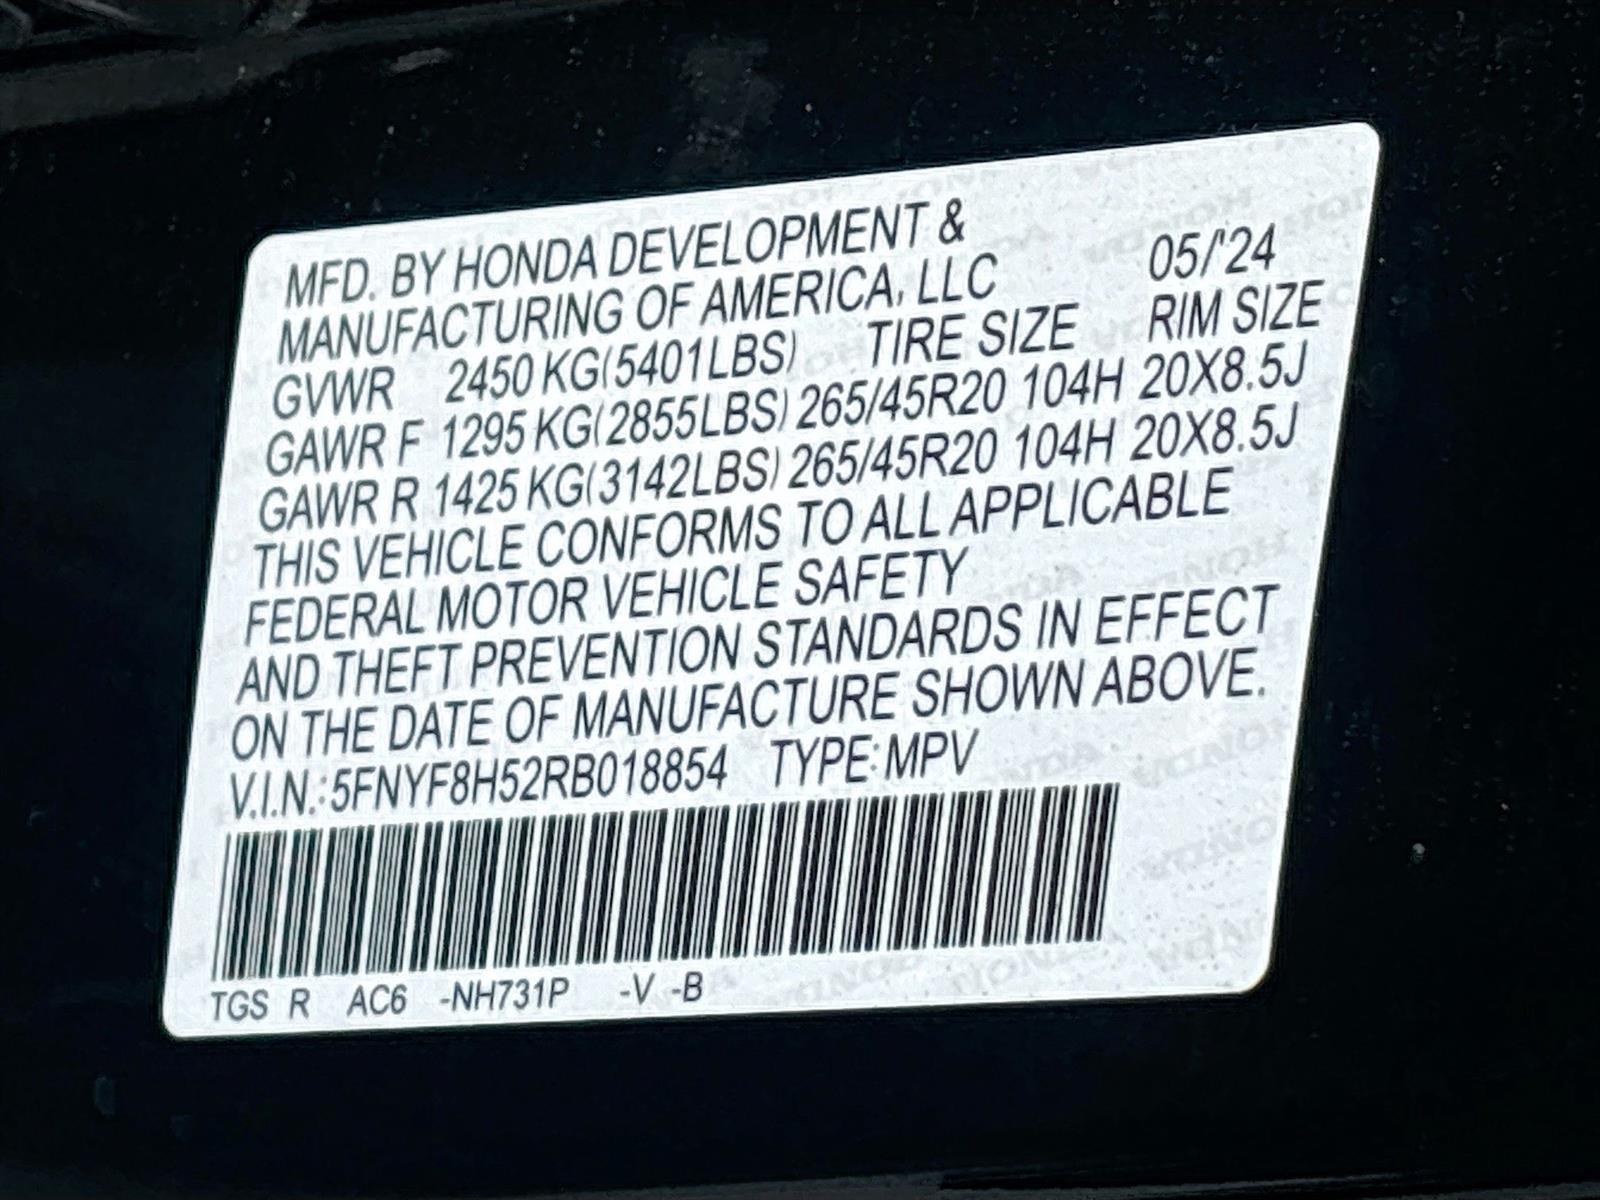 MFD. BY HONDA DEVELOPMENT &
MANUFACTURING OF AMERICA, LLC 05/'24
GVWR 2450 KG(5401LBS) TIRE SIZE RIM SIZE
GAWR F 1295 KG(2855LBS) 265/45R20 104H 20X8.5J
GAWR R 1425 KG(3142LBS) 265/45R20 104H 20X8.5J
THIS VEHICLE CONFORMS TO ALL APPLICABLE
FEDERAL MOTOR VEHICLE SAFETY
AND THEFT PREVENTION STANDARDS IN EFFECT
ON THE DATE OF MANUFACTURE SHOWN ABOVE.
V.I.N.:5FNYF8H52RB018854 TYPE:MPV
TGS R AC6 -NH731P -V -B